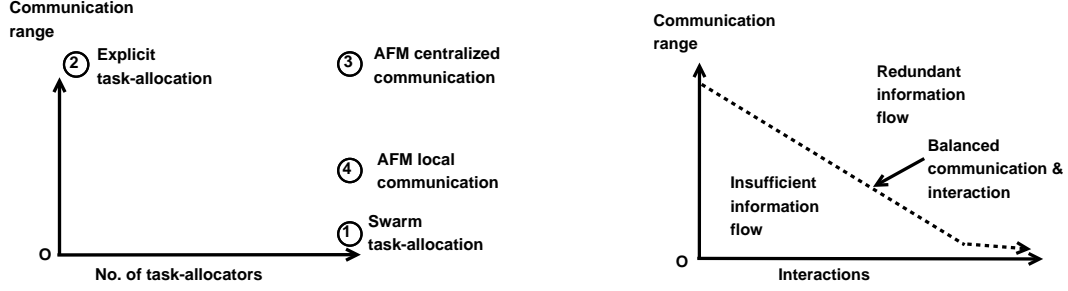 Communication
range
2
Explicit
task-allocation
3
AFM centralized
communication
4
AFM local
communication
1
Swarm
task-allocation
O
No. of task-allocators
Communication
range
Redundant
information
flow
Balanced
communication &
interaction
Insufficient
information
flow
O
Interactions